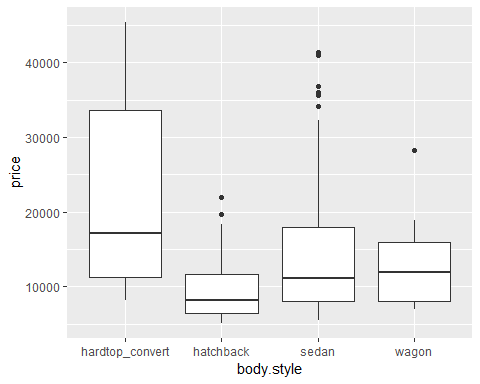 40000
30000
20000
10000
price
hardtop_convert hatchback sedan wagon
body.style